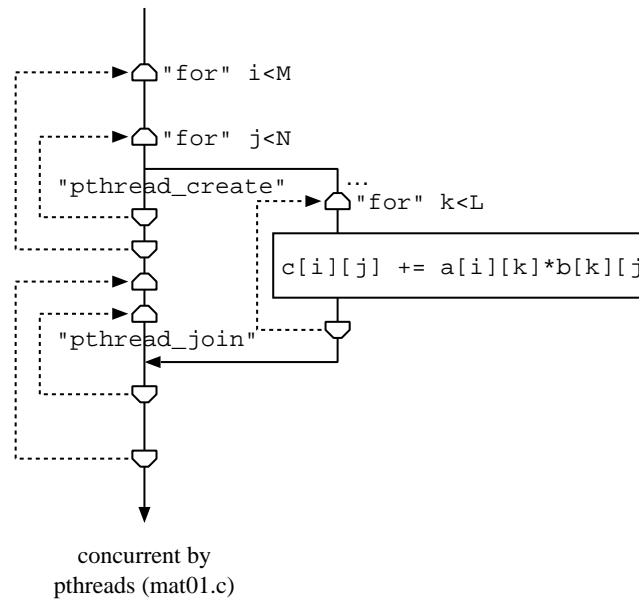 "for" i<M
"for" j<N
"pthread_create"
...
"for" k<L
c[i][j] += a[i][k]*b[k][j
"pthread_join"
concurrent by
pthreads (mat01.c)